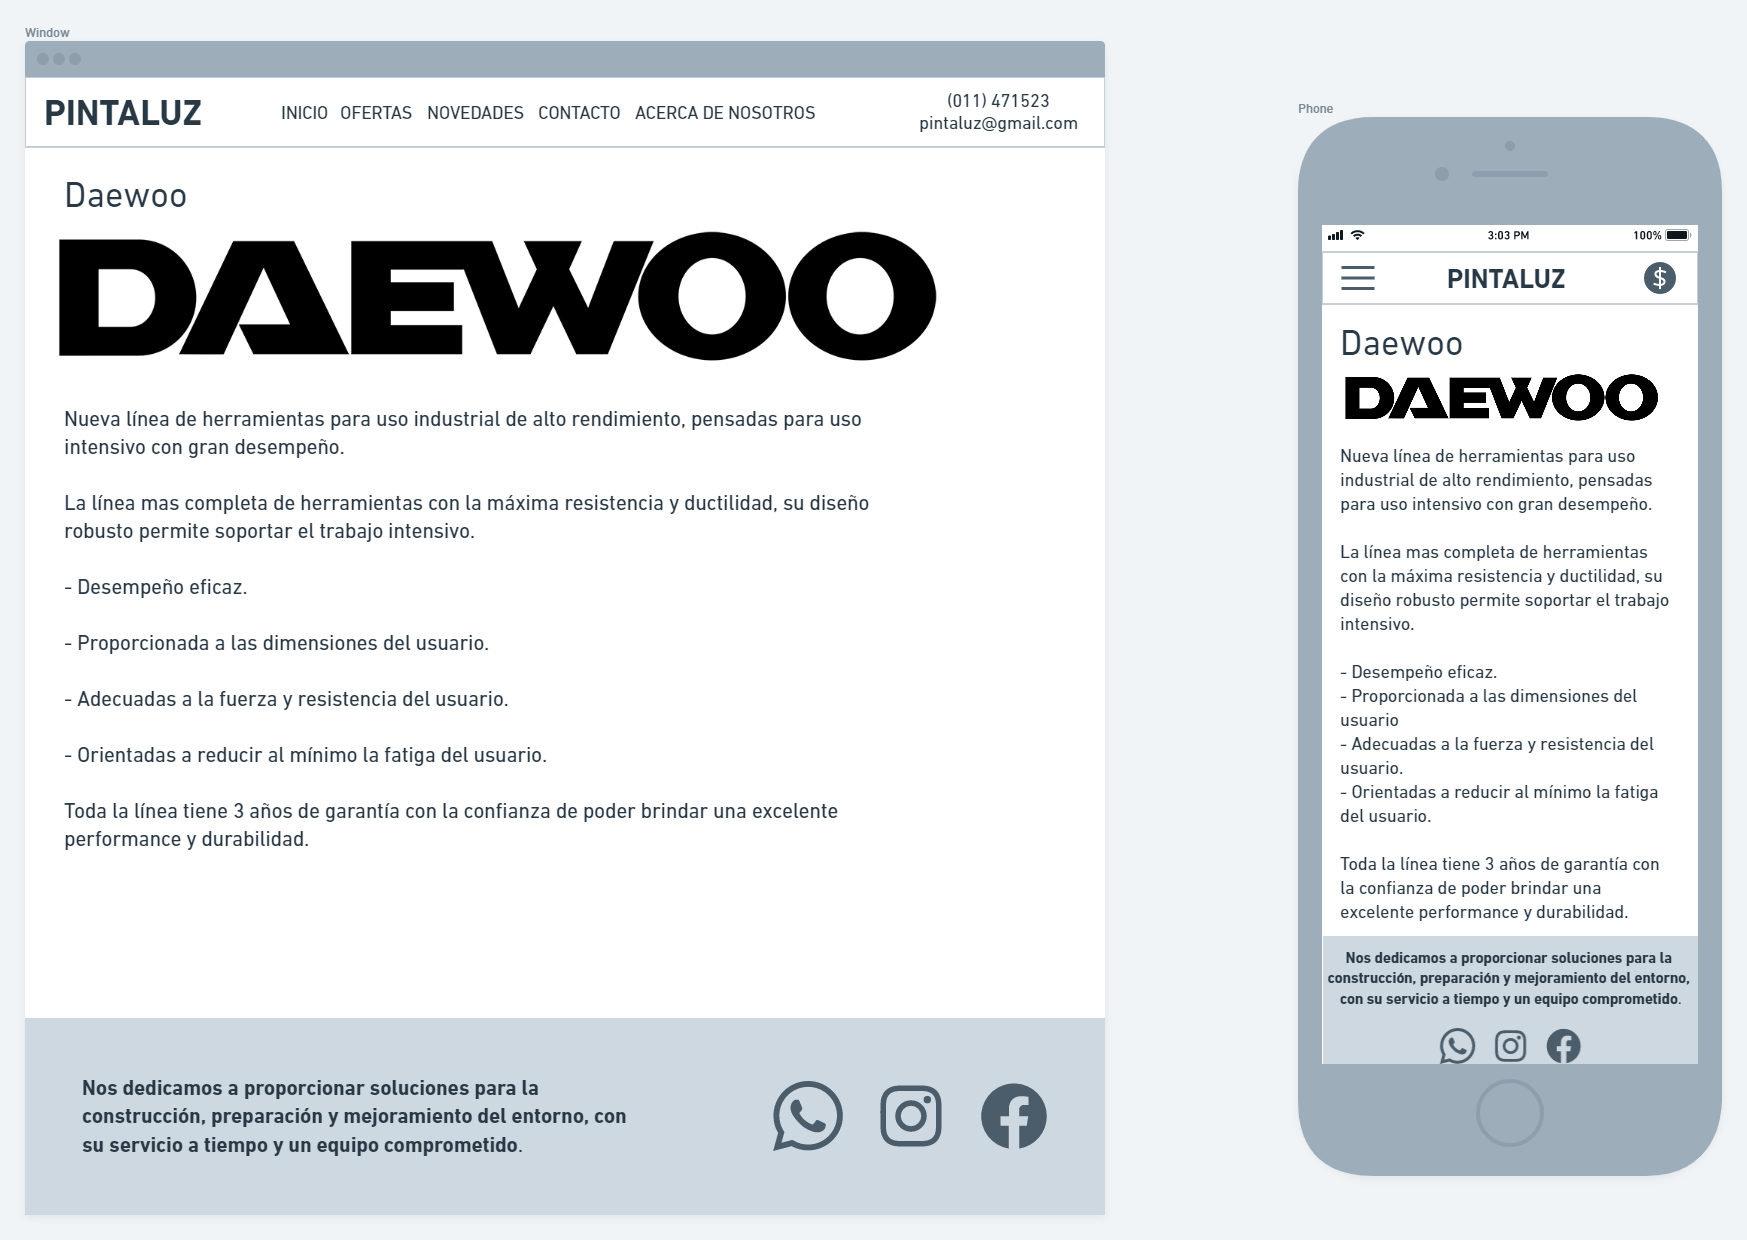 Window
PINTALUZ
INICIO OFERTAS NOVEDADES CONTACTO ACERCA DE NOSOTROS
(011) 471523
pintaluz@gmail.com
Daewoo
DAEWOO
Nueva línea de herramientas para uso industrial de alto rendimiento, pensadas para uso
intensivo con gran desempeño.
La línea mas completa de herramientas con la máxima resistencia y ductilidad, su diseño
robusto permite soportar el trabajo intensivo.
- Desempeño eficaz.
- Proporcionada a las dimensiones del usuario.
- Adecuadas a la fuerza y resistencia del usuario.
- Orientadas a reducir al mínimo la fatiga del usuario.
Toda la línea tiene 3 años de garantía con la confianza de poder brindar una excelente
performance y durabilidad.
Nos dedicamos a proporcionar soluciones para la
construcción, preparación y mejoramiento del entorno, con
su servicio a tiempo y un equipo comprometido.
Phone
3:03 PM
100%
PINTALUZ
$
Daewoo
DAEWOO
Nueva línea de herramientas para uso
industrial de alto rendimiento, pensadas
para uso intensivo con gran desempeño.
La línea mas completa de herramientas
con la máxima resistencia y ductilidad, su
diseño robusto permite soportar el trabajo
intensivo.
- Desempeño eficaz.
- Proporcionada a las dimensiones del
usuario
- Adecuadas a la fuerza y resistencia del
usuario.
- Orientadas a reducir al mínimo la fatiga
del usuario.
Toda la línea tiene 3 años de garantía con
la confianza de poder brindar una
excelente performance y durabilidad.
Nos dedicamos a proporcionar soluciones para la
construcción, preparación y mejoramiento del entorno,
con su servicio a tiempo y un equipo comprometido.